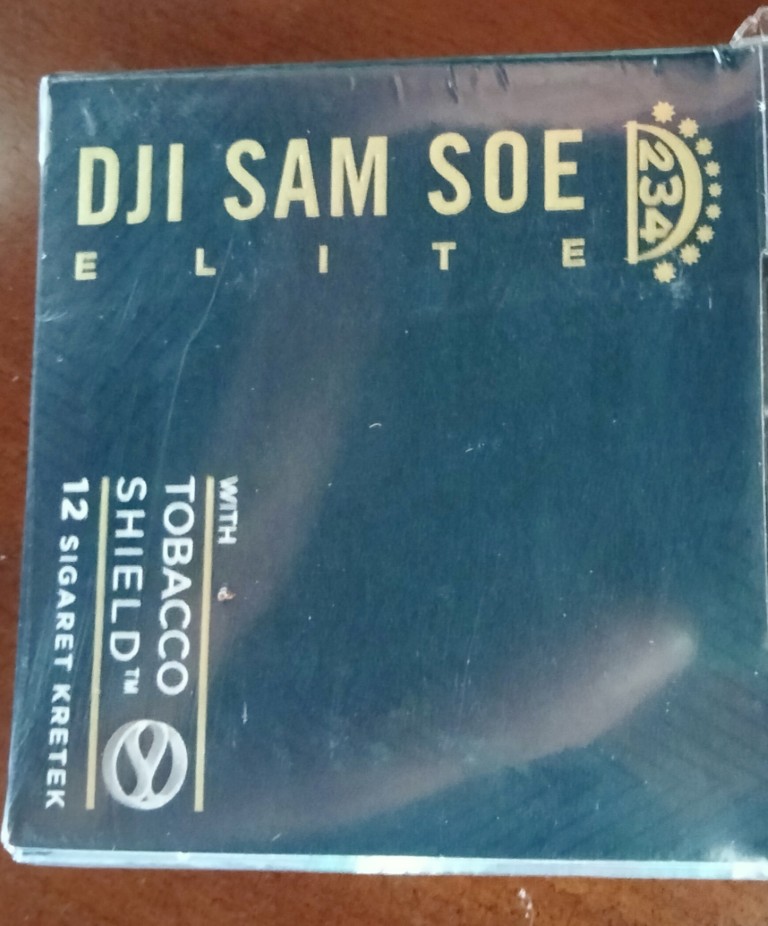 DJI SAM SOE
234
ELITE
WITH
TOBACCO
SHIELD™
12 SIGARET KRETEK